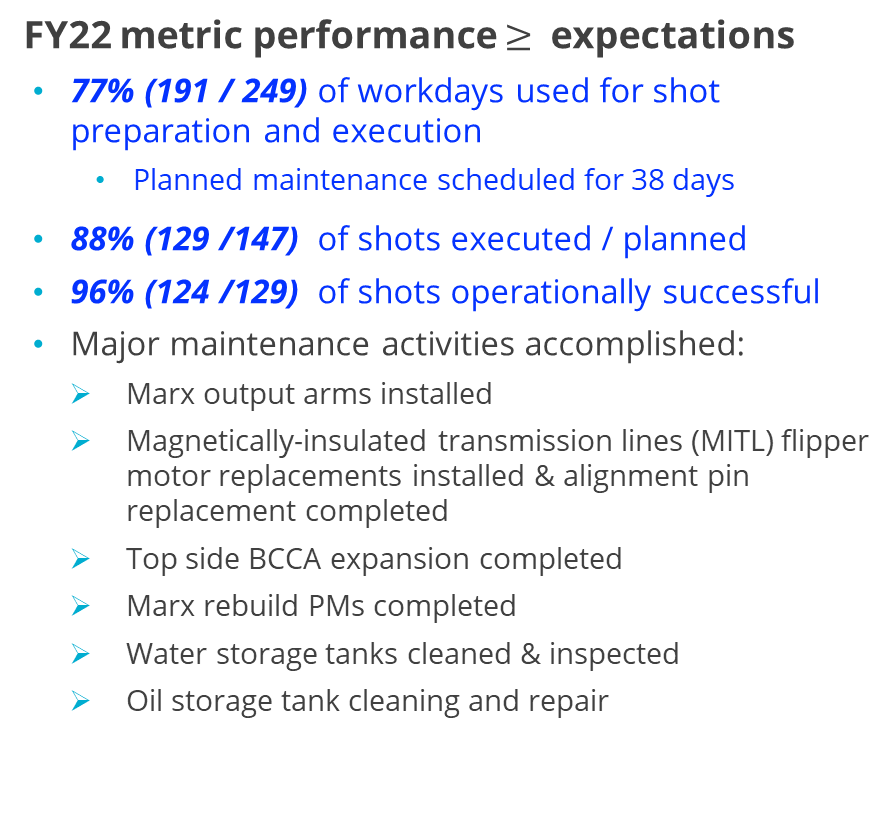 FY22 metric performance ≥ expectations
• 77% (191 / 249) of workdays used for shot
preparation and execution
• Planned maintenance scheduled for 38 days
• 88% (129 /147) of shots executed / planned
• 96% (124 /129) of shots operationally successful
• Major maintenance activities accomplished:
➢ Marx output arms installed
➢ Magnetically-insulated transmission lines (MITL) flipper
motor replacements installed & alignment pin
replacement completed
➢ Top side BCCA expansion completed
➢ Marx rebuild PMs completed
➢ Water storage tanks cleaned & inspected
➢ Oil storage tank cleaning and repair